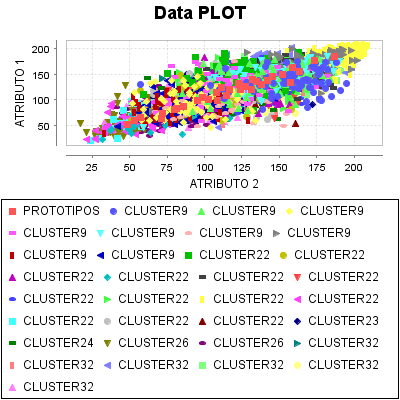 Data PLOT
ATRIBUTO 1
200
150
100
50
25 50 75 100 125 150 175 200
ATRIBUTO 2
PROTOTIPOS CLUSTER9 CLUSTER9 CLUSTER9
CLUSTER9 CLUSTER9 CLUSTER9 CLUSTER9
CLUSTER9 CLUSTER9 CLUSTER22 CLUSTER22
CLUSTER22 CLUSTER22 CLUSTER22 CLUSTER22
CLUSTER22 CLUSTER22 CLUSTER22 CLUSTER22
CLUSTER22 CLUSTER22 CLUSTER22 CLUSTER23
CLUSTER24 CLUSTER26 CLUSTER26 CLUSTER32
CLUSTER32 CLUSTER32 CLUSTER32 CLUSTER32
CLUSTER32